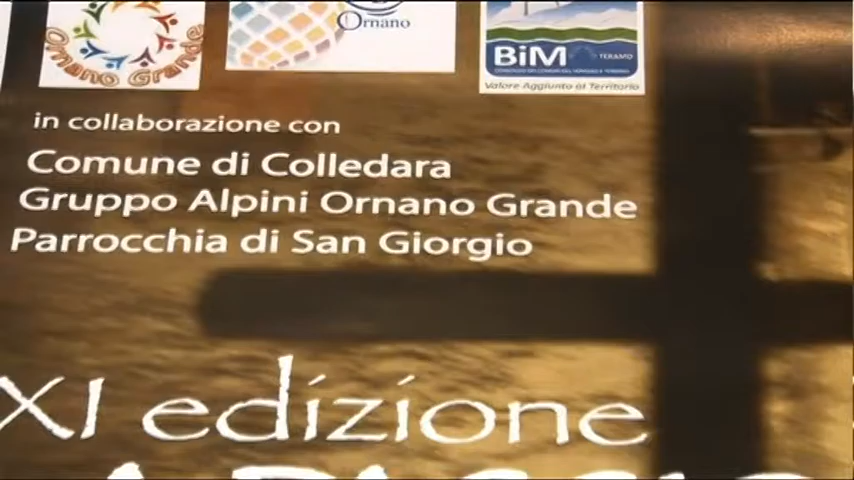 Ornano Grande
Ornano
BiM TERAMO
Valore Aggiunto al Territorio
in collaborazione con
Comune di Colledara
Gruppo Alpini Ornano Grande
Parrocchia di San Giorgio
XI edizione